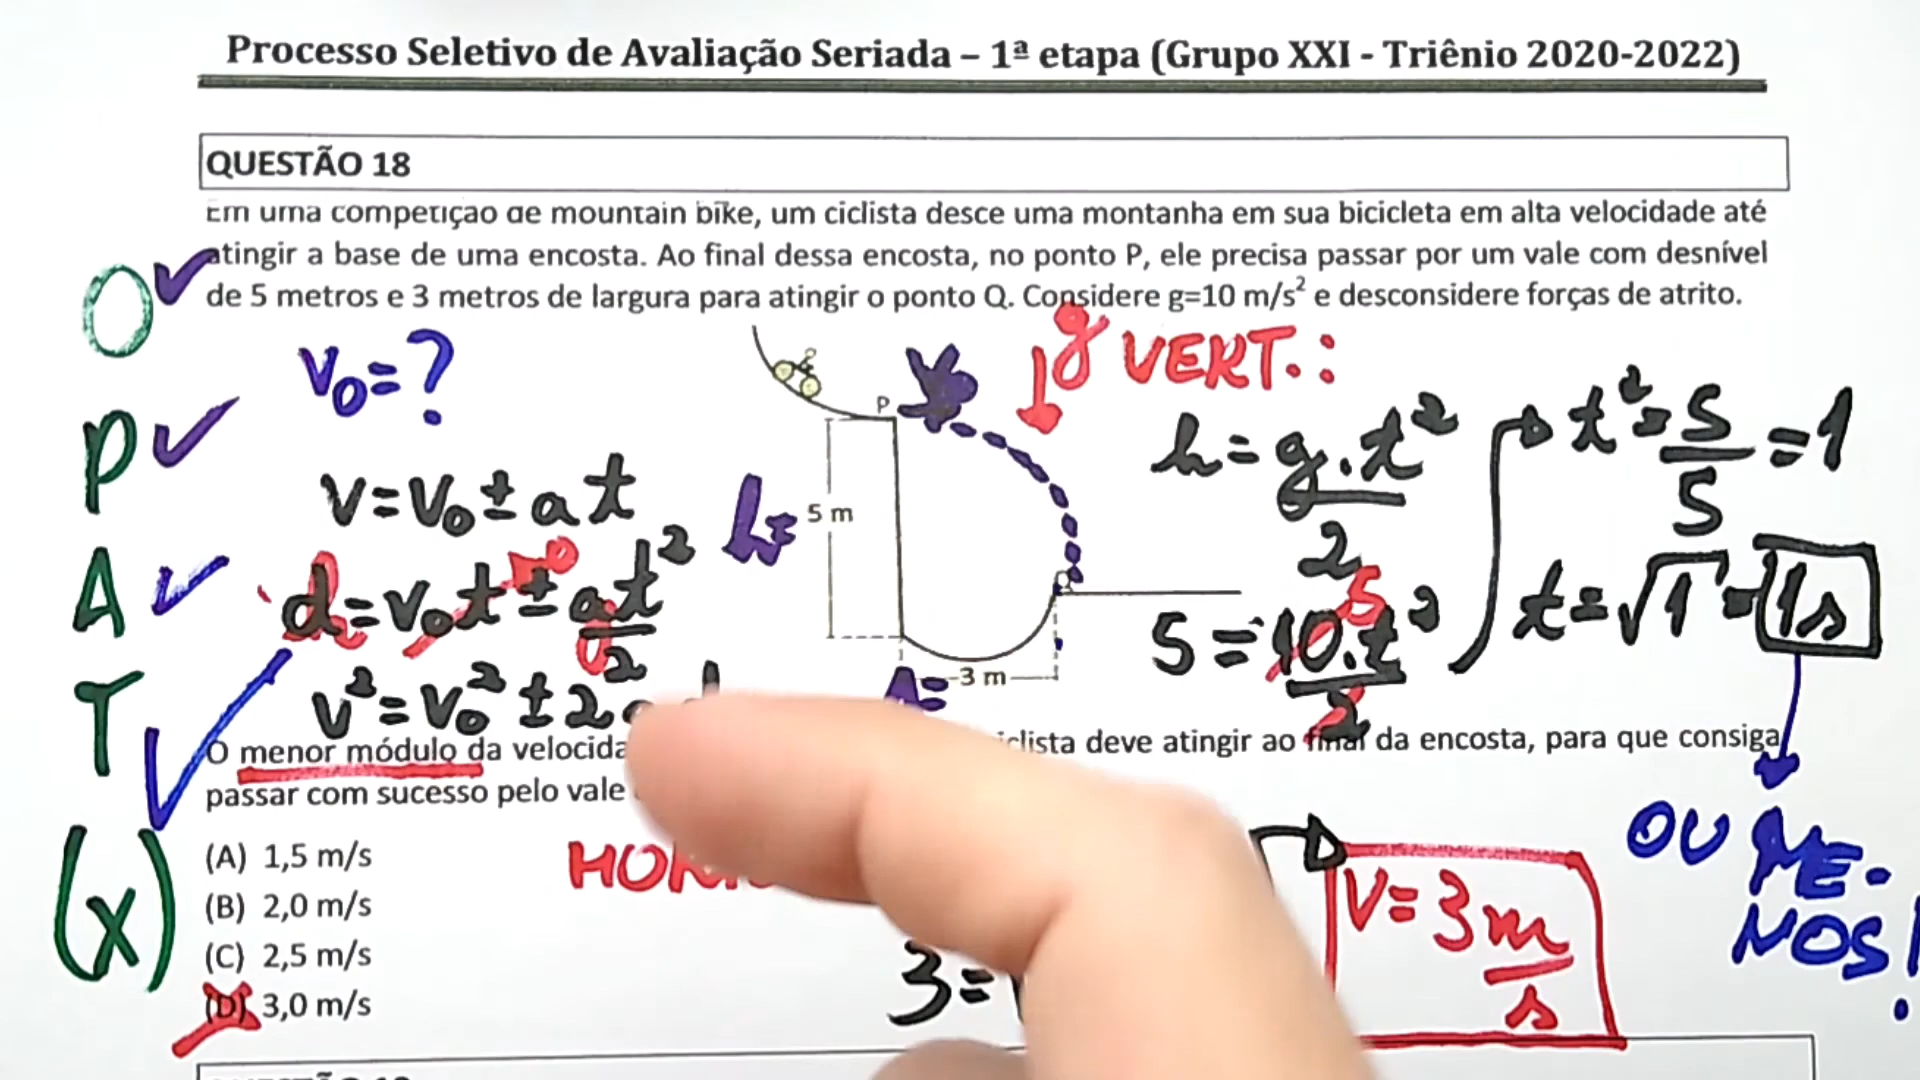 Processo Seletivo de Avaliação Seriada – 1ª etapa (Grupo XXI - Triênio 2020-2022)
QUESTÃO 18
Em uma competição de mountain bike, um ciclista desce uma montanha em sua bicicleta em alta velocidade até
atingir a base de uma encosta. Ao final dessa encosta, no ponto P, ele precisa passar por um vale com desnível
de 5 metros e 3 metros de largura para atingir o ponto Q. Considere g=10 m/s² e desconsidere forças de atrito.
O
P
A
T
(X)
V₀=?
V=V₀±at
d=V₀t±at²/2
V²=V₀²±2
P
h=
5 m
A=
3 m
g VERT.:
h=g.t²/2
5=10.t²/2
5
t²=5/5=1
t=√1=1s
OU ME-
NOS!
O menor módulo da
ciclista deve atingir ao final da encosta, para que consiga
passar com sucesso pelo vale
(A) 1,5 m/s
(B) 2,0 m/s
(C) 2,5 m/s
(D) 3,0 m/s
3=
V=3m/s